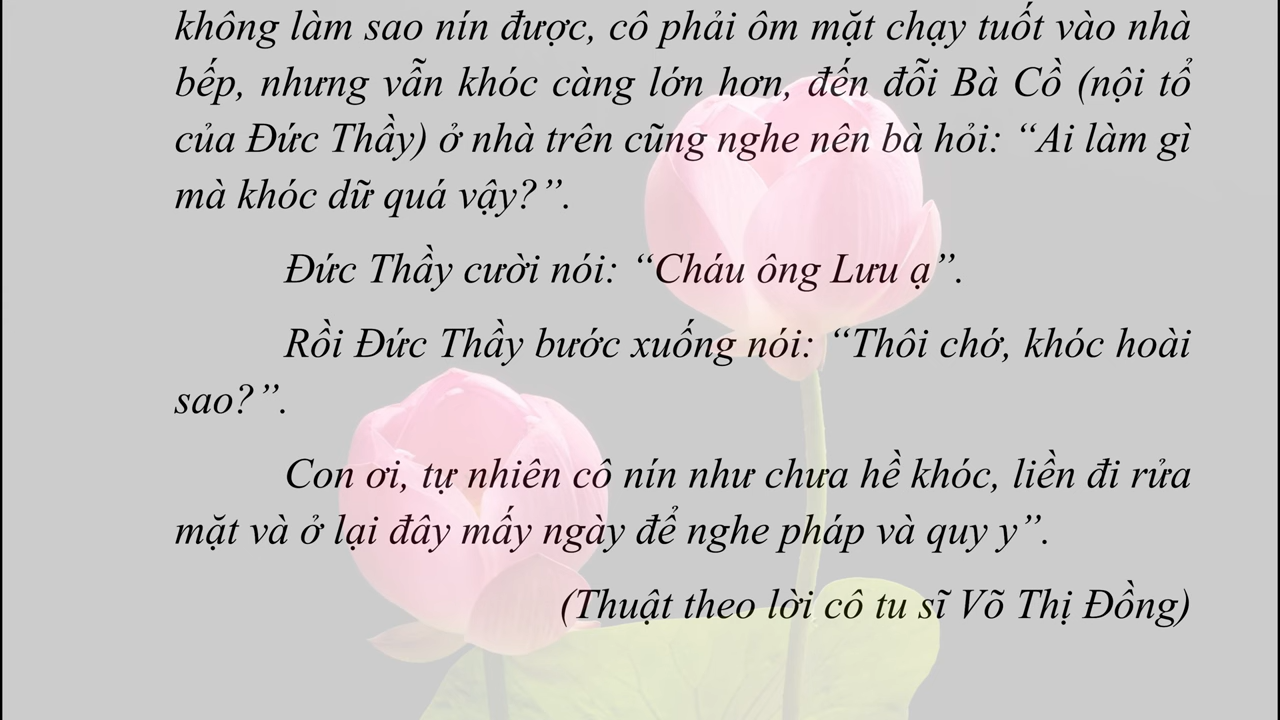 không làm sao nín được, cô phải ôm mặt chạy tuốt vào nhà
bếp, nhưng vẫn khóc càng lớn hơn, đến đỗi Bà Cồ (nội tổ
của Đức Thầy) ở nhà trên cũng nghe nên bà hỏi: “Ai làm gì
mà khóc dữ quá vậy?”.
Đức Thầy cười nói: “Cháu ông Lưu ạ”.
Rồi Đức Thầy bước xuống nói: “Thôi chớ, khóc hoài
sao?”.
Con ơi, tự nhiên cô nín như chưa hề khóc, liền đi rửa
mặt và ở lại đây mấy ngày để nghe pháp và quy y”.
(Thuật theo lời cô tu sĩ Võ Thị Đồng)